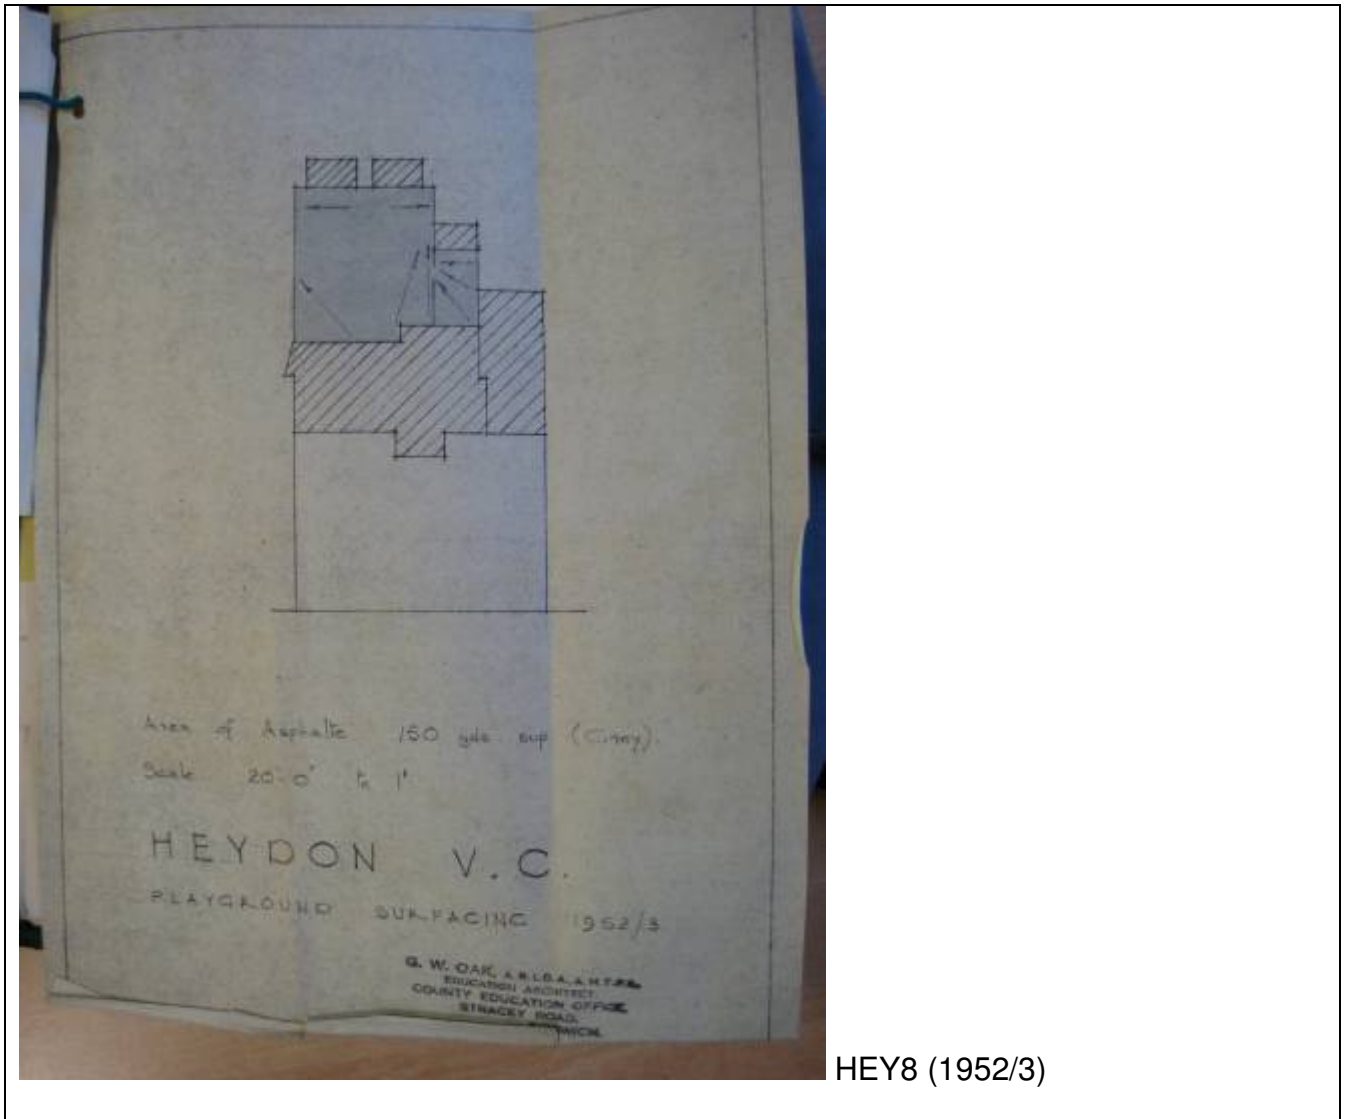 Area of Asphalte 150 yds sup (Grey).
Scale 20'-0" to 1"
HEYDON V.C.
PLAYGROUND SURFACING 1952/3
G. W. OAK, A.R.I.B.A., A.M.T.P.I.
EDUCATION ARCHITECT.
COUNTY EDUCATION OFFICE,
STRACEY ROAD,
HEY8 (1952/3)